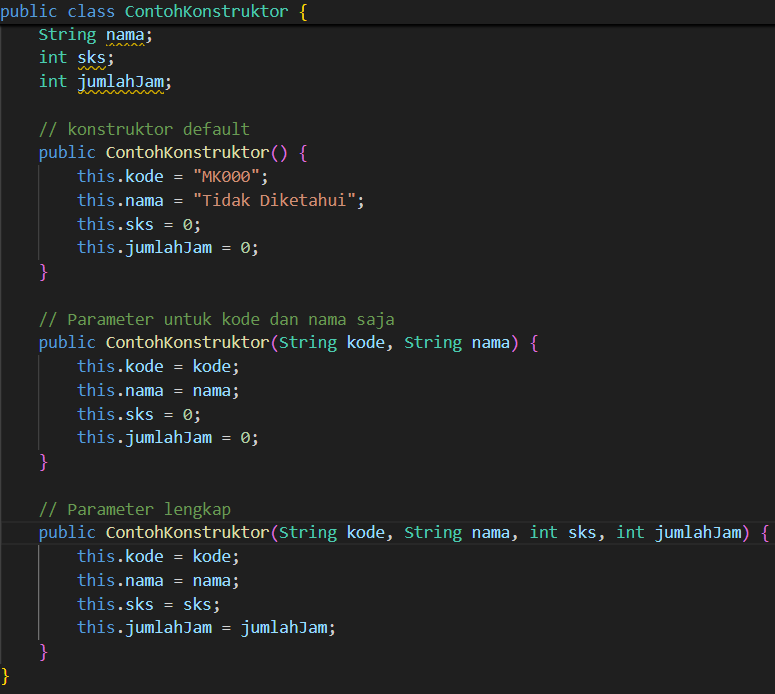 public class ContohKonstruktor {
    String nama;
    int sks;
    int jumlahJam;

    // konstruktor default
    public ContohKonstruktor() {
        this.kode = "MK000";
        this.nama = "Tidak Diketahui";
        this.sks = 0;
        this.jumlahJam = 0;
    }

    // Parameter untuk kode dan nama saja
    public ContohKonstruktor(String kode, String nama) {
        this.kode = kode;
        this.nama = nama;
        this.sks = 0;
        this.jumlahJam = 0;
    }

    // Parameter lengkap
    public ContohKonstruktor(String kode, String nama, int sks, int jumlahJam) {
        this.kode = kode;
        this.nama = nama;
        this.sks = sks;
        this.jumlahJam = jumlahJam;
    }
}